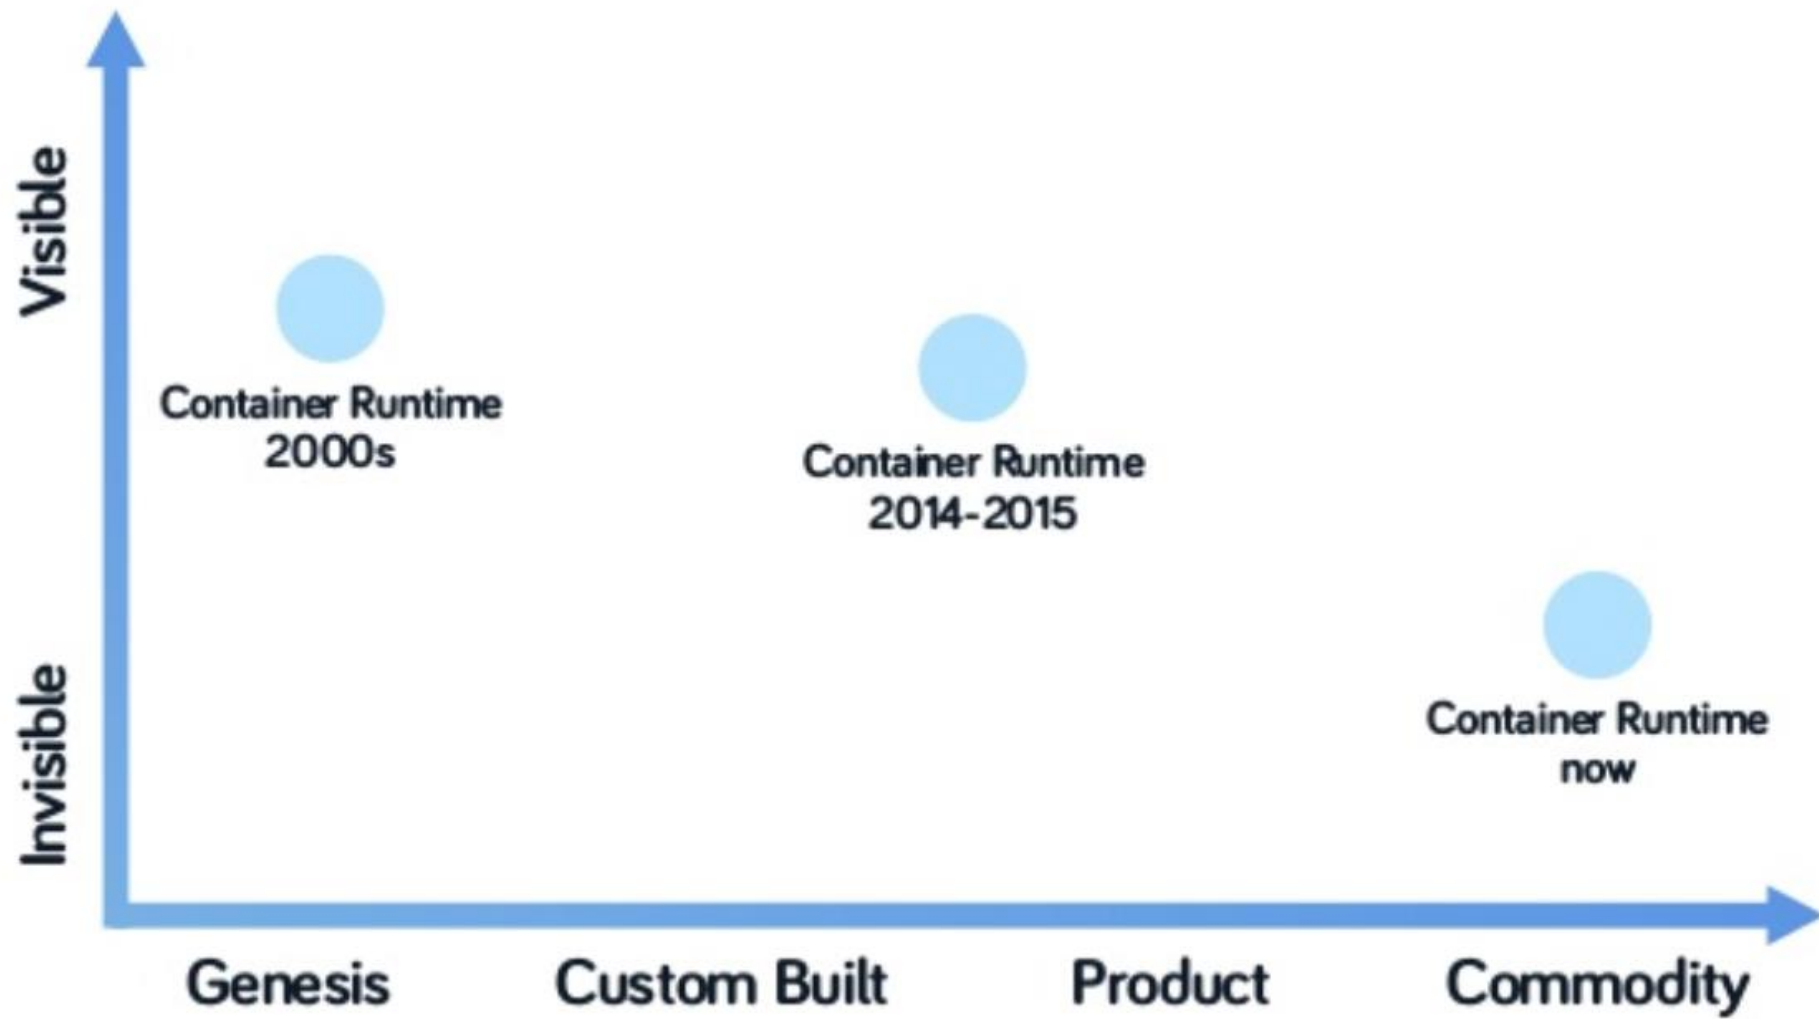 Visible
Container Runtime
2000s
Container Runtime
2014-2015
Invisible
Container Runtime
now
Genesis
Custom Built
Product
Commodity